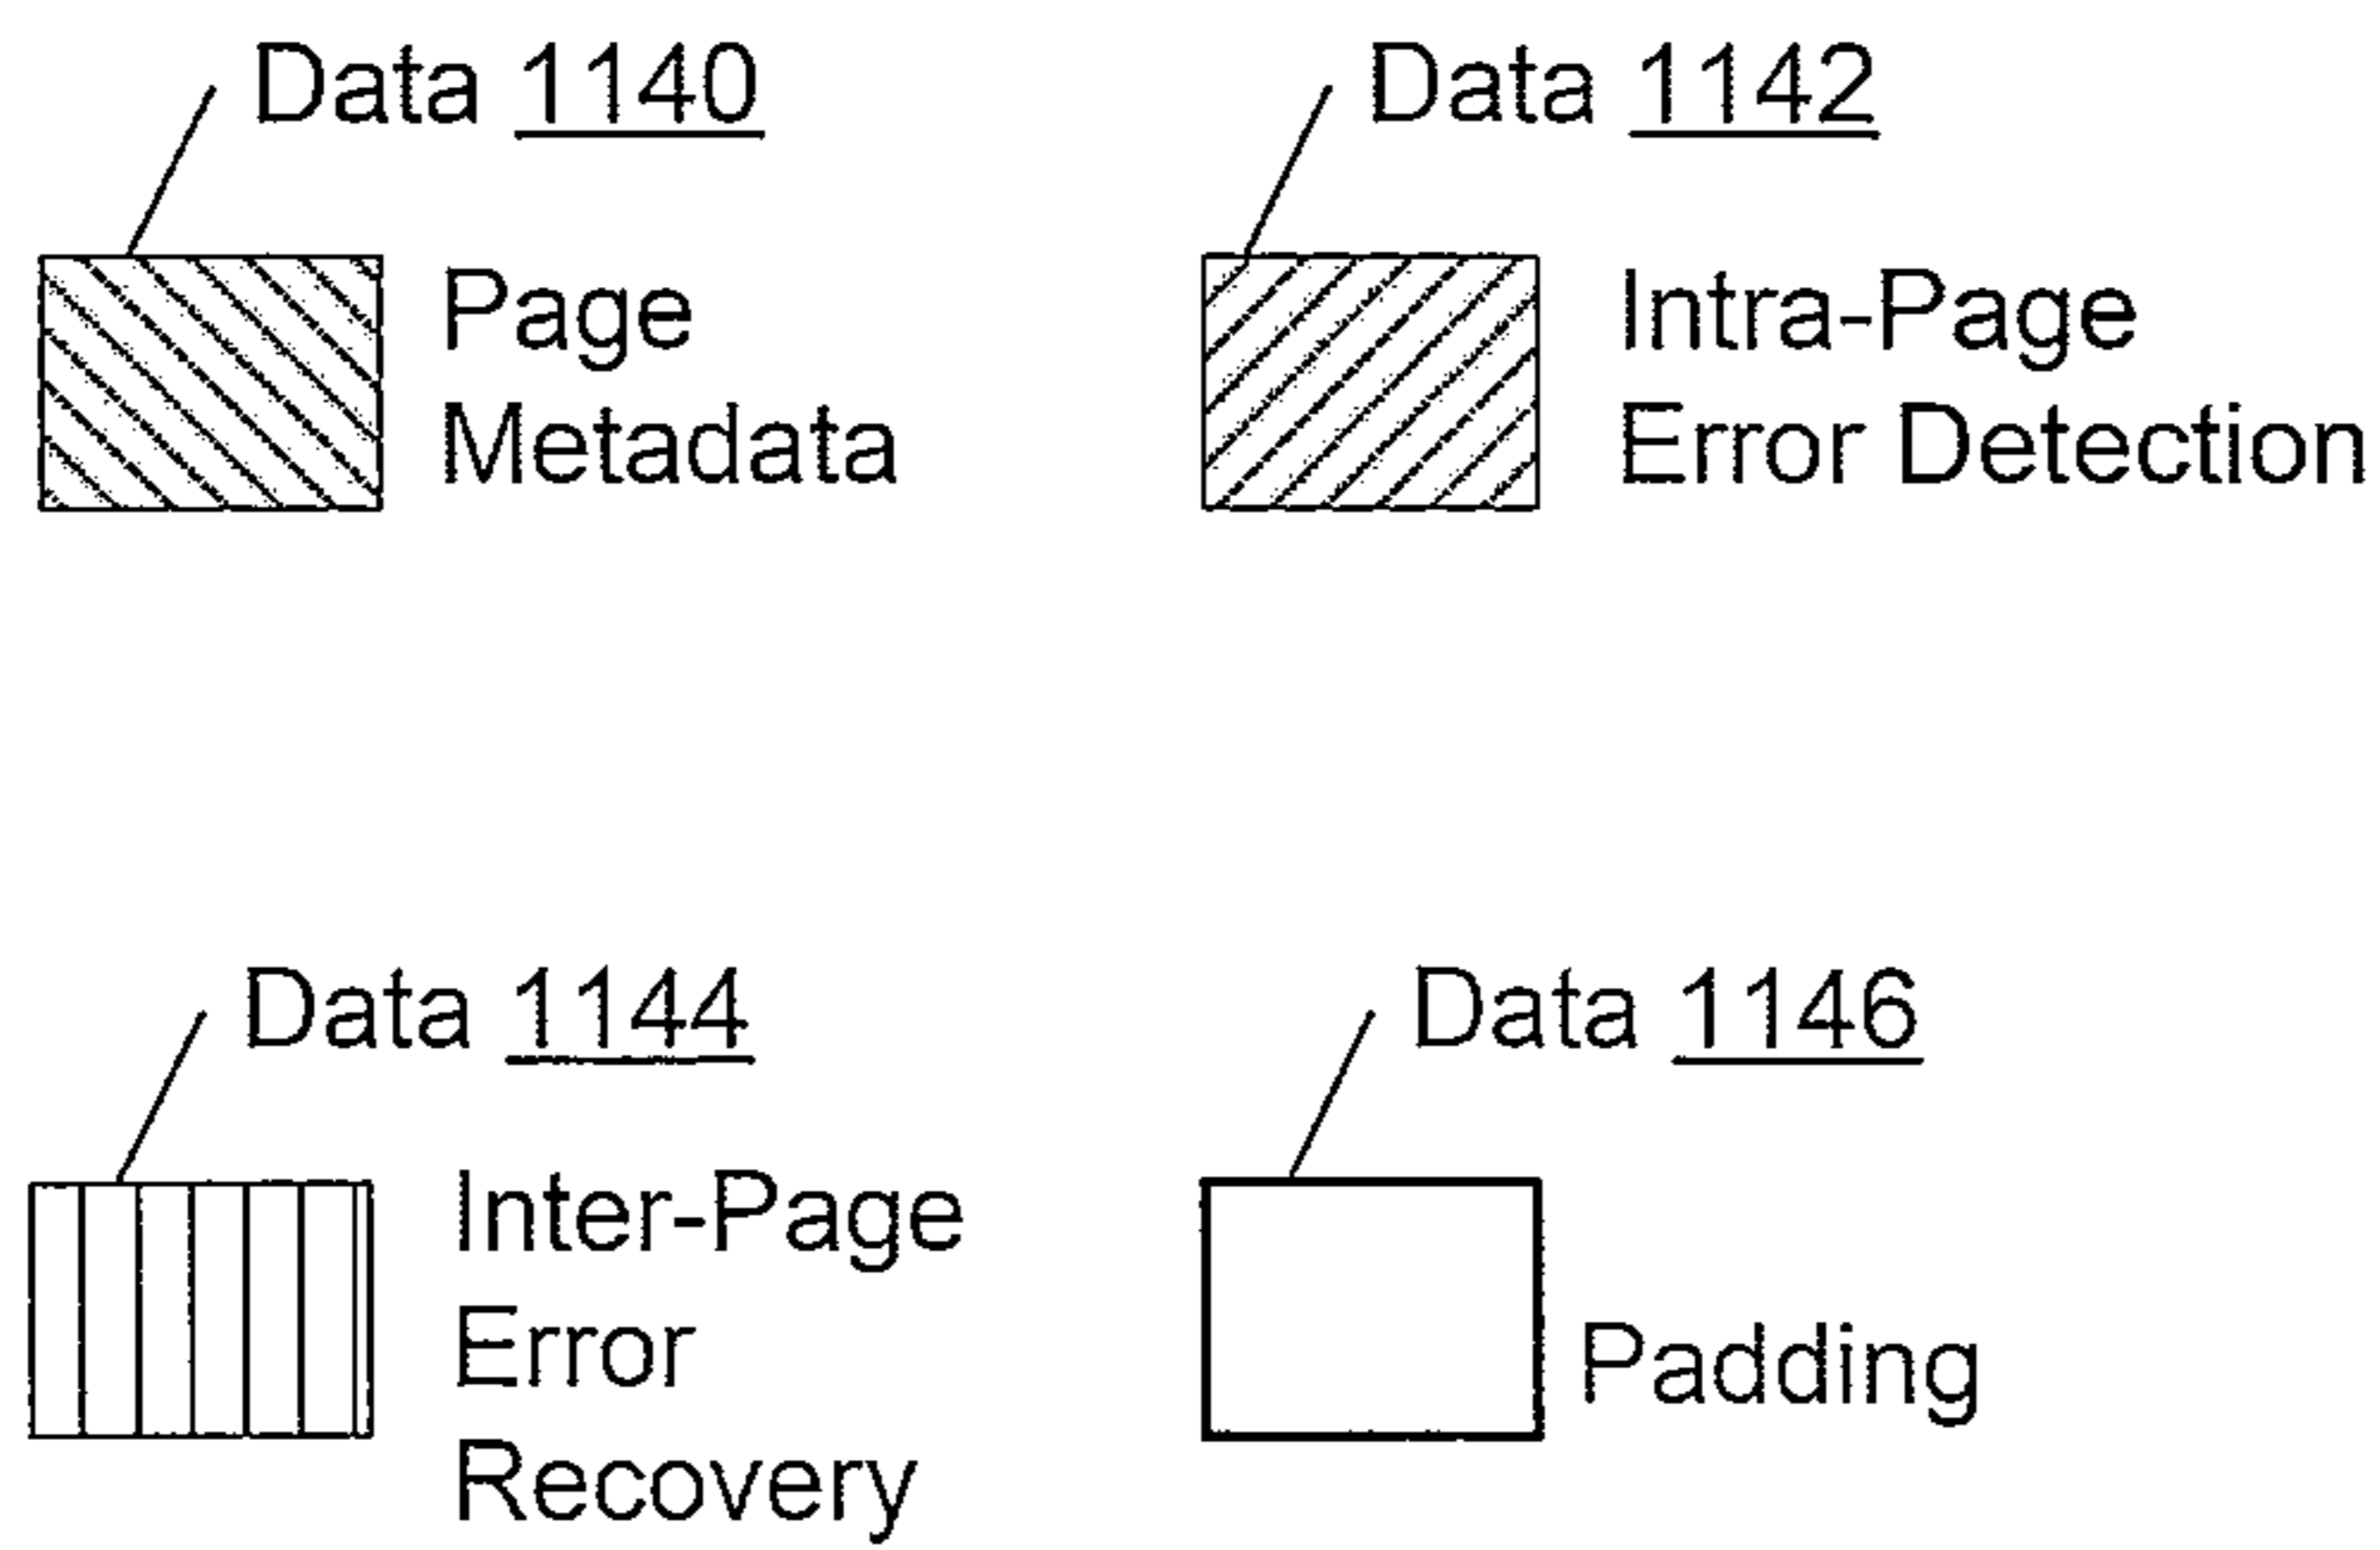 Data 1140
Page
Metadata
Data 1142
Intra-Page
Error Detection
Data 1144
Inter-Page
Error
Recovery
Data 1146
Padding